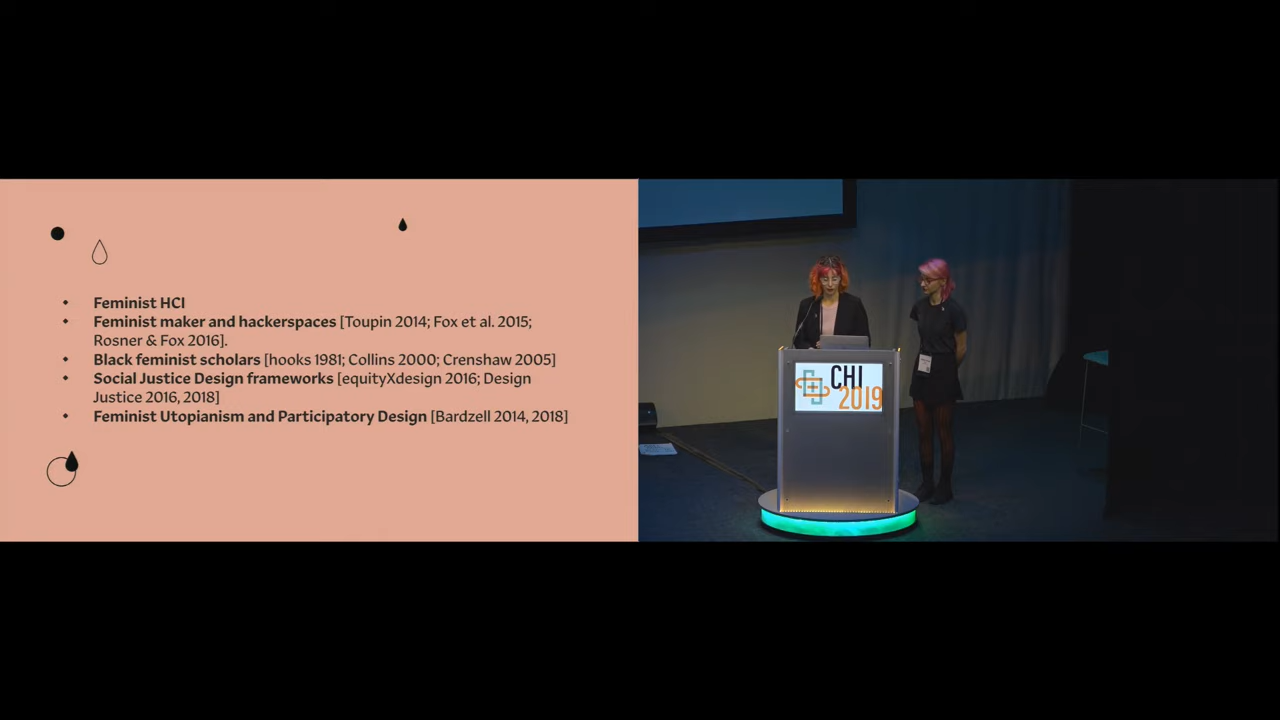 Feminist HCI
Feminist maker and hackerspaces [Toupin 2014; Fox et al. 2015;
Rosner & Fox 2016].
Black feminist scholars [hooks 1981; Collins 2000; Crenshaw 2005]
Social Justice Design frameworks [equityXdesign 2016; Design
Justice 2016, 2018]
Feminist Utopianism and Participatory Design [Bardzell 2014, 2018]
CHI
2019